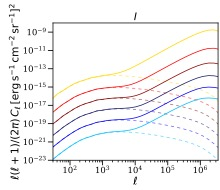 I
ℓ(ℓ + 1)/(2π) Cℓ [erg s⁻¹ cm⁻² sr⁻¹]²
10⁻⁹
10⁻¹¹
10⁻¹³
10⁻¹⁵
10⁻¹⁷
10⁻¹⁹
10⁻²¹
10⁻²³
10² 10³ 10⁴ 10⁵ 10⁶
ℓ